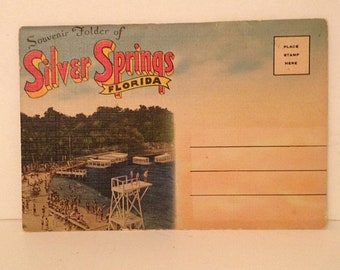 Souvenir Folder of
Silver Springs
FLORIDA
PLACE
STAMP
HERE